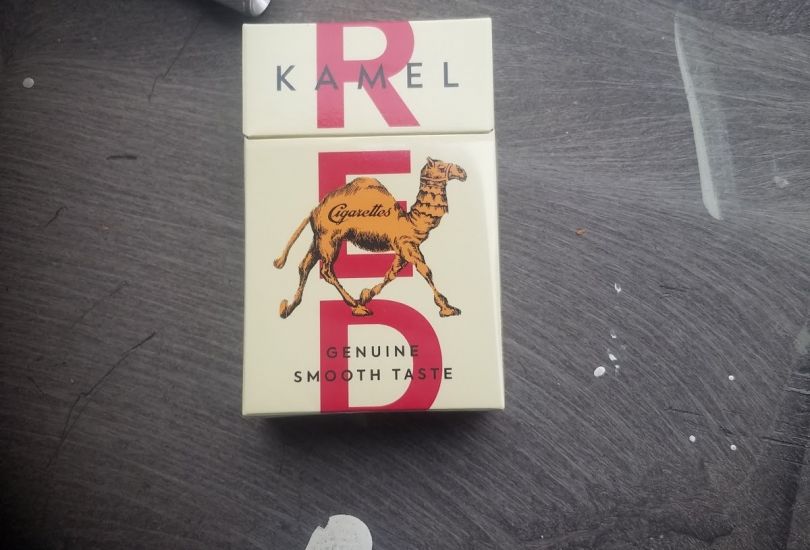 KAMEL
RED
Cigarettes
GENUINE
SMOOTH TASTE